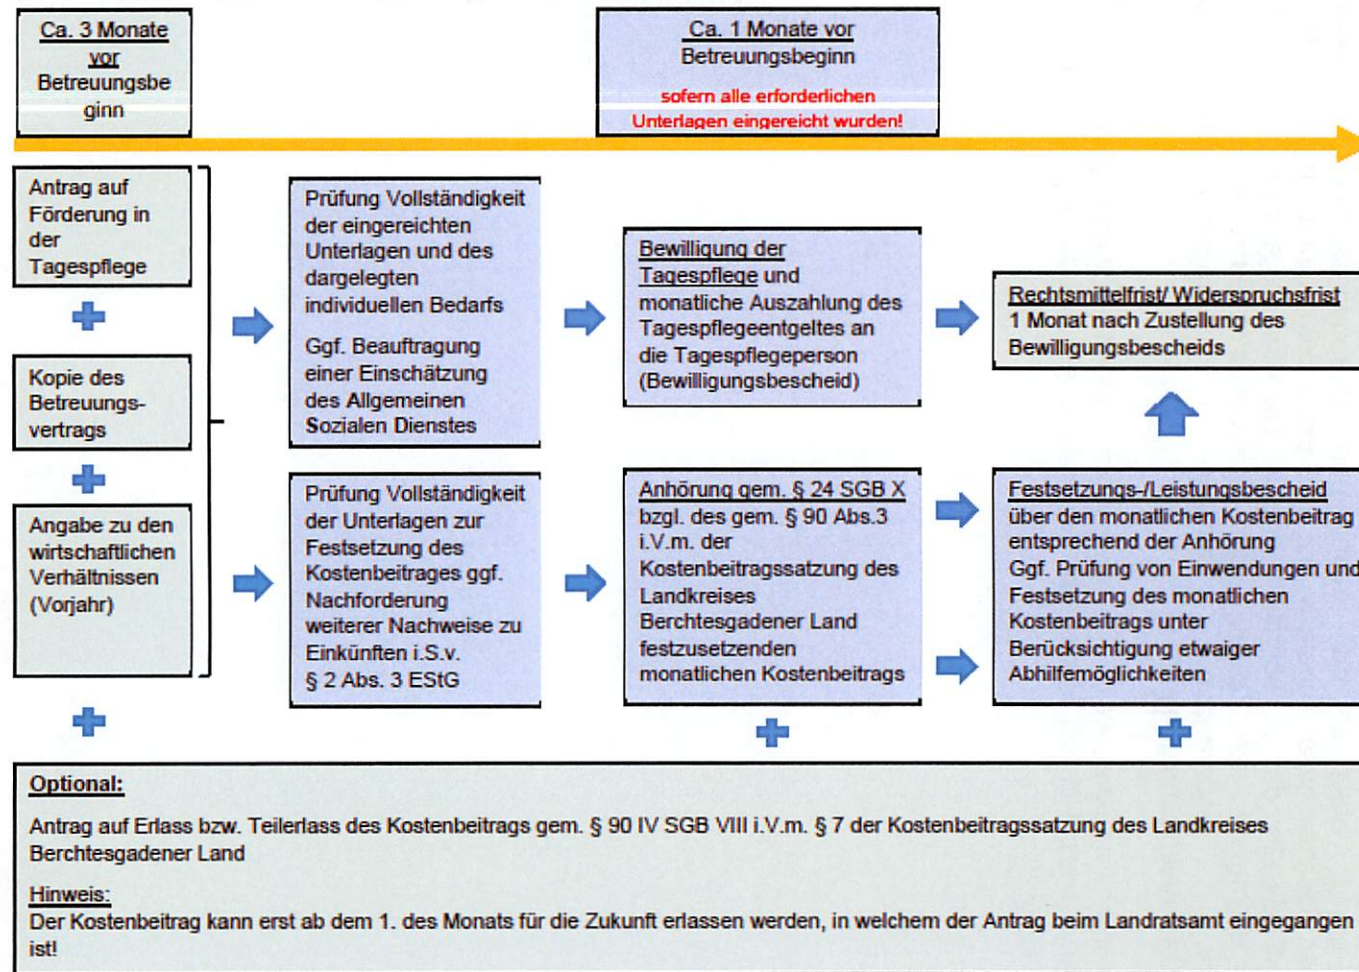 Ca. 3 Monate
vor
Betreuungsbe
ginn
Ca. 1 Monate vor
Betreuungsbeginn
sofern alle erforderlichen
Unterlagen eingereicht wurden!
Antrag auf
Förderung in
der
Tagespflege
Kopie des
Betreuungs-
vertrags
Angabe zu den
wirtschaftlichen
Verhältnissen
(Vorjahr)
Prüfung Vollständigkeit
der eingereichten
Unterlagen und des
dargelegten
individuellen Bedarfs
Ggf. Beauftragung
einer Einschätzung
des Allgemeinen
Sozialen Dienstes
Bewilligung der
Tagespflege und
monatliche Auszahlung des
Tagespflegeentgeltes an
die Tagespflegeperson
(Bewilligungsbescheid)
Rechtsmittelfrist/ Widerspruchsfrist
1 Monat nach Zustellung des
Bewilligungsbescheids
Prüfung Vollständigkeit
der Unterlagen zur
Festsetzung des
Kostenbeitrages ggf.
Nachforderung
weiterer Nachweise zu
Einkünften i.S.v.
§ 2 Abs. 3 EStG
Anhörung gem. § 24 SGB X
bzgl. des gem. § 90 Abs.3
i.V.m. der
Kostenbeitragssatzung des
Landkreises
Berchtesgadener Land
festzusetzenden
monatlichen Kostenbeitrags
Festsetzungs-/Leistungsbescheid
über den monatlichen Kostenbeitrag
entsprechend der Anhörung
Ggf. Prüfung von Einwendungen und
Festsetzung des monatlichen
Kostenbeitrags unter
Berücksichtigung etwaiger
Abhilfemöglichkeiten
Optional:
Antrag auf Erlass bzw. Teilerlass des Kostenbeitrags gem. § 90 IV SGB VIII i.V.m. § 7 der Kostenbeitragssatzung des Landkreises
Berchtesgadener Land
Hinweis:
Der Kostenbeitrag kann erst ab dem 1. des Monats für die Zukunft erlassen werden, in welchem der Antrag beim Landratsamt eingegangen
ist!